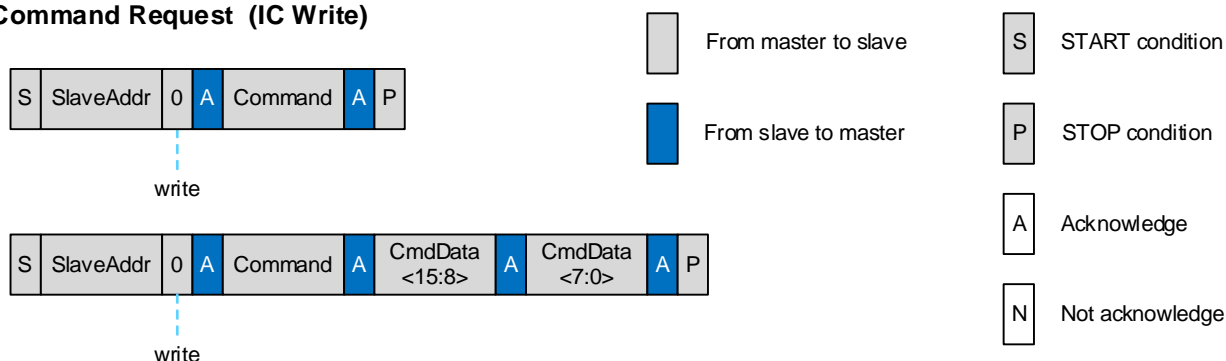 Command Request (IC Write)
S SlaveAddr 0 A Command A P
write
S SlaveAddr 0 A Command A CmdData <15:8> A CmdData <7:0> A P
write
From master to slave
From slave to master
S START condition
P STOP condition
A Acknowledge
N Not acknowledge